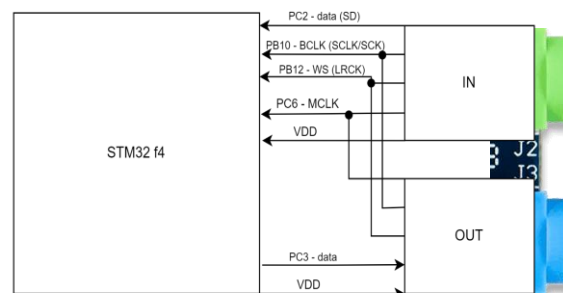 PC2 - data (SD)
PB10 - BCLK (SCLK/SCK)
PB12 - WS (LRCK)
IN
PC6 - MCLK
VDD
STM32 f4
J2
J3
OUT
PC3 - data
VDD